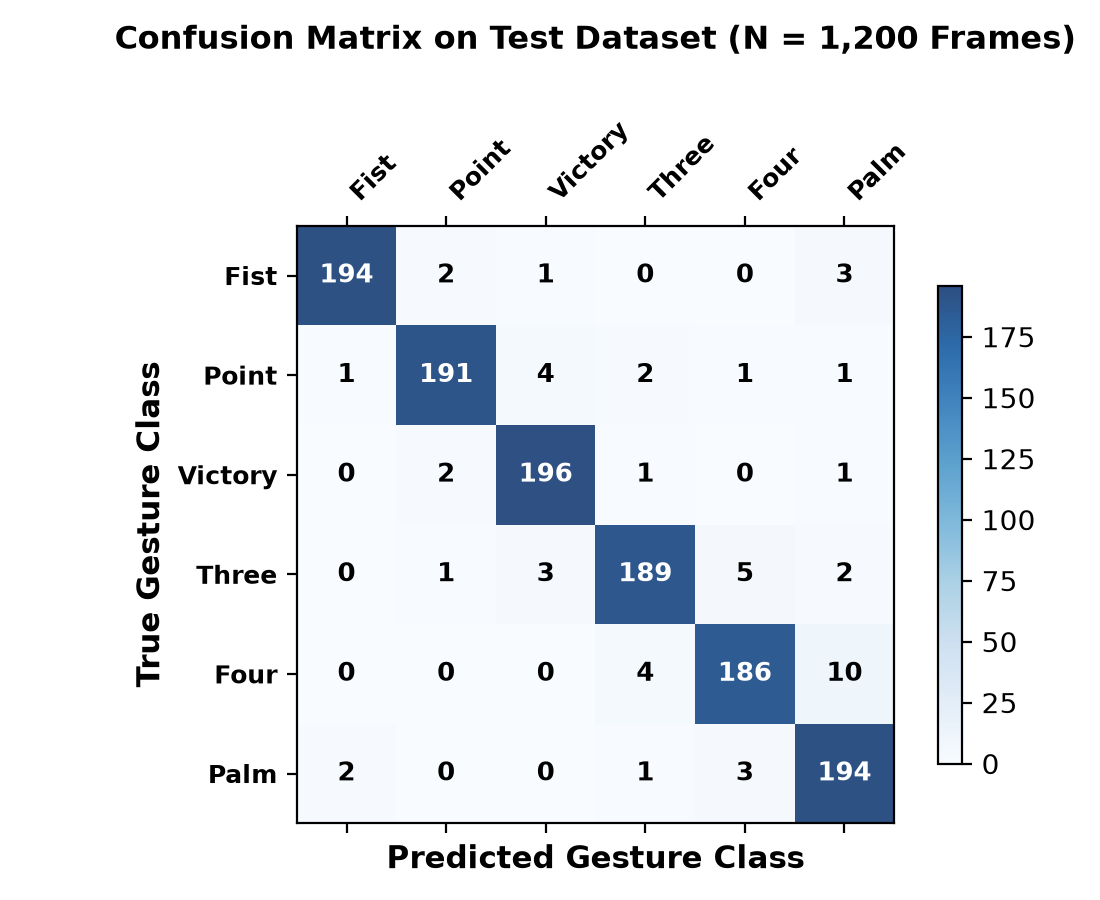 Confusion Matrix on Test Dataset (N = 1,200 Frames)
Fist Point Victory Three Four Palm
Fist 194 2 1 0 0 3
Point 1 191 4 2 1 1
Victory 0 2 196 1 0 1
Three 0 1 3 189 5 2
Four 0 0 0 4 186 10
Palm 2 0 0 1 3 194
True Gesture Class
Predicted Gesture Class
175
150
125
100
75
50
25
0